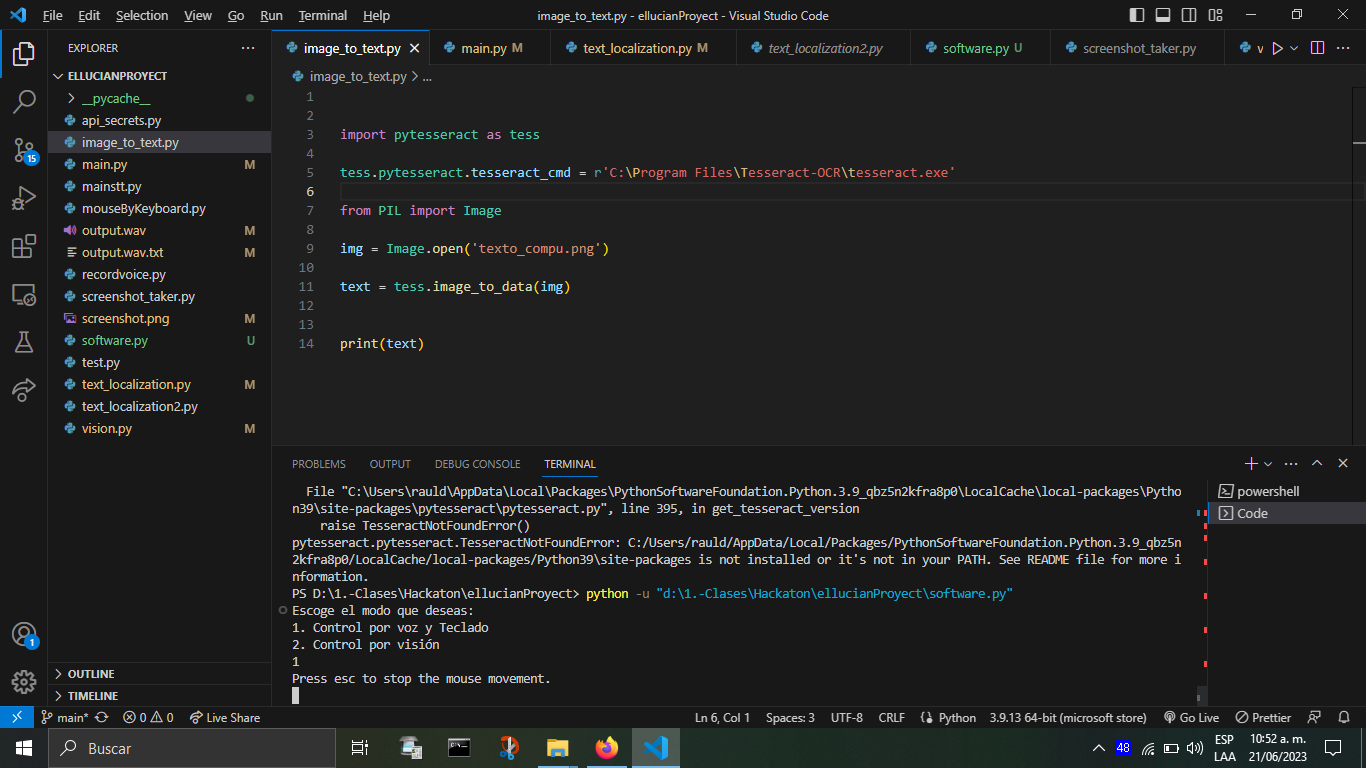 File Edit Selection View Go Run Terminal Help image_to_text.py - ellucianProyect - Visual Studio Code
EXPLORER
image_to_text.py main.py M text_localization.py M text_localization2.py software.py U screenshot_taker.py
ELLUCIANPROYECT
image_to_text.py > ...
__pycache__
api_secrets.py
image_to_text.py
main.py M
mainstt.py
mouseByKeyboard.py
output.wav M
output.wav.txt M
recordvoice.py
screenshot_taker.py
screenshot.png M
software.py U
test.py
text_localization.py M
text_localization2.py
vision.py M
15
1
2
3 import pytesseract as tess
4
5 tess.pytesseract.tesseract_cmd = r'C:\Program Files\Tesseract-OCR\tesseract.exe'
6
7 from PIL import Image
8
9 img = Image.open('texto_compu.png')
10
11 text = tess.image_to_data(img)
12
13
14 print(text)
PROBLEMS OUTPUT DEBUG CONSOLE TERMINAL
File "C:\Users\rauld\AppData\Local\Packages\PythonSoftwareFoundation.Python.3.9_qbz5n2kfra8p0\LocalCache\local-packages\Pytho
n39\site-packages\pytesseract\pytesseract.py", line 395, in get_tesseract_version
raise TesseractNotFoundError()
pytesseract.pytesseract.TesseractNotFoundError: C:/Users/rauld/AppData/Local/Packages/PythonSoftwareFoundation.Python.3.9_qbz5n
2kfra8p0/LocalCache/local-packages/Python39\site-packages is not installed or it's not in your PATH. See README file for more i
nformation.
PS D:\1.-Clases\Hackaton\ellucianProyect> python -u "d:\1.-Clases\Hackaton\ellucianProyect\software.py"
Escoge el modo que deseas:
1. Control por voz y Teclado
2. Control por visión
1
Press esc to stop the mouse movement.
powershell
Code
1
OUTLINE
TIMELINE
main* 0 0 Live Share Ln 6, Col 1 Spaces: 3 UTF-8 CRLF Python 3.9.13 64-bit (microsoft store) Go Live Prettier
Buscar
48 ESP 10:52 a. m.
LAA 21/06/2023